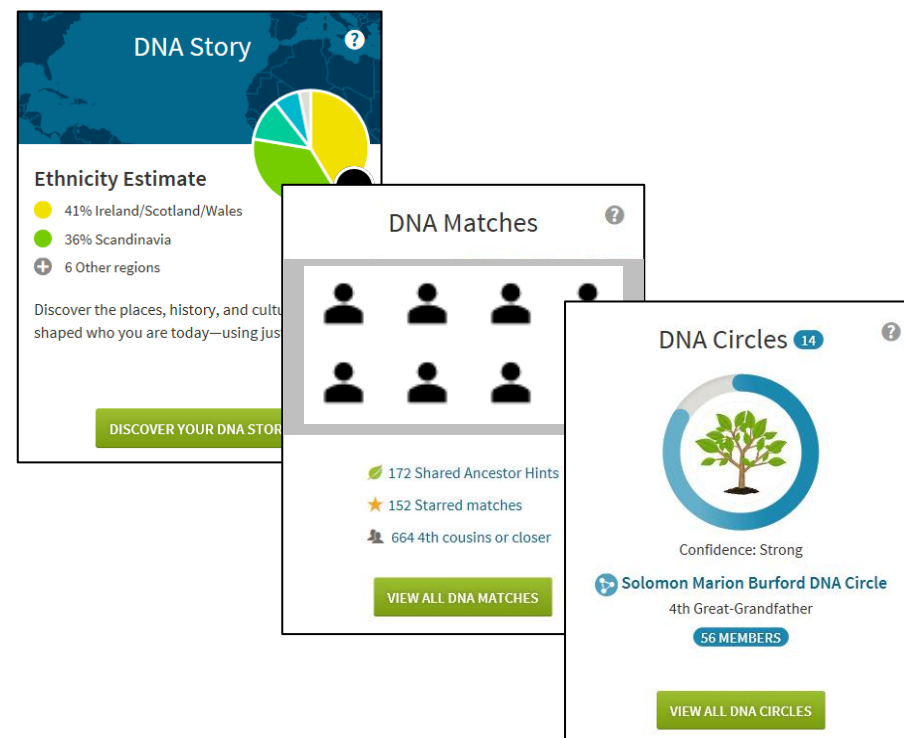 DNA Story
?
Ethnicity Estimate
41% Ireland/Scotland/Wales
36% Scandinavia
6 Other regions
Discover the places, history, and
shaped who you are today—using
DISCOVER YOUR DNA
DNA Matches
?
172 Shared Ancestor Hints
152 Starred matches
664 4th cousins or closer
VIEW ALL DNA MATCHES
DNA Circles 14
?
Confidence: Strong
Solomon Marion Burford DNA Circle
4th Great-Grandfather
56 MEMBERS
VIEW ALL DNA CIRCLES